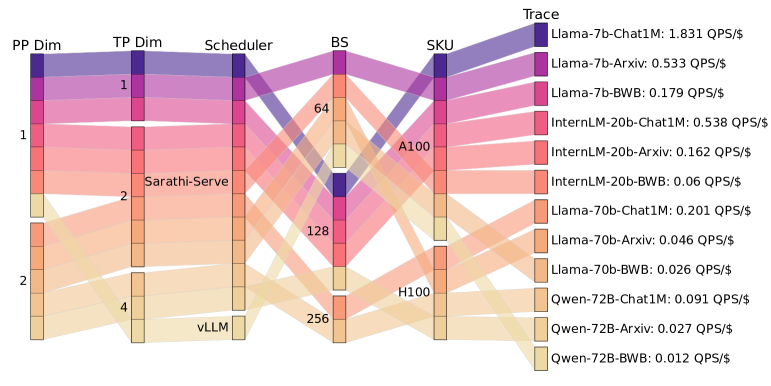 Trace
PP Dim
TP Dim
Scheduler
BS
SKU
Llama-7b-Chat1M: 1.831 QPS/$
Llama-7b-Arxiv: 0.533 QPS/$
1
Llama-7b-BWB: 0.179 QPS/$
64
InternLM-20b-Chat1M: 0.538 QPS/$
1
A100
InternLM-20b-Arxiv: 0.162 QPS/$
Sarathi-Serve
InternLM-20b-BWB: 0.06 QPS/$
2
Llama-70b-Chat1M: 0.201 QPS/$
128
Llama-70b-Arxiv: 0.046 QPS/$
Llama-70b-BWB: 0.026 QPS/$
2
H100
Qwen-72B-Chat1M: 0.091 QPS/$
4
256
vLLM
Qwen-72B-Arxiv: 0.027 QPS/$
Qwen-72B-BWB: 0.012 QPS/$